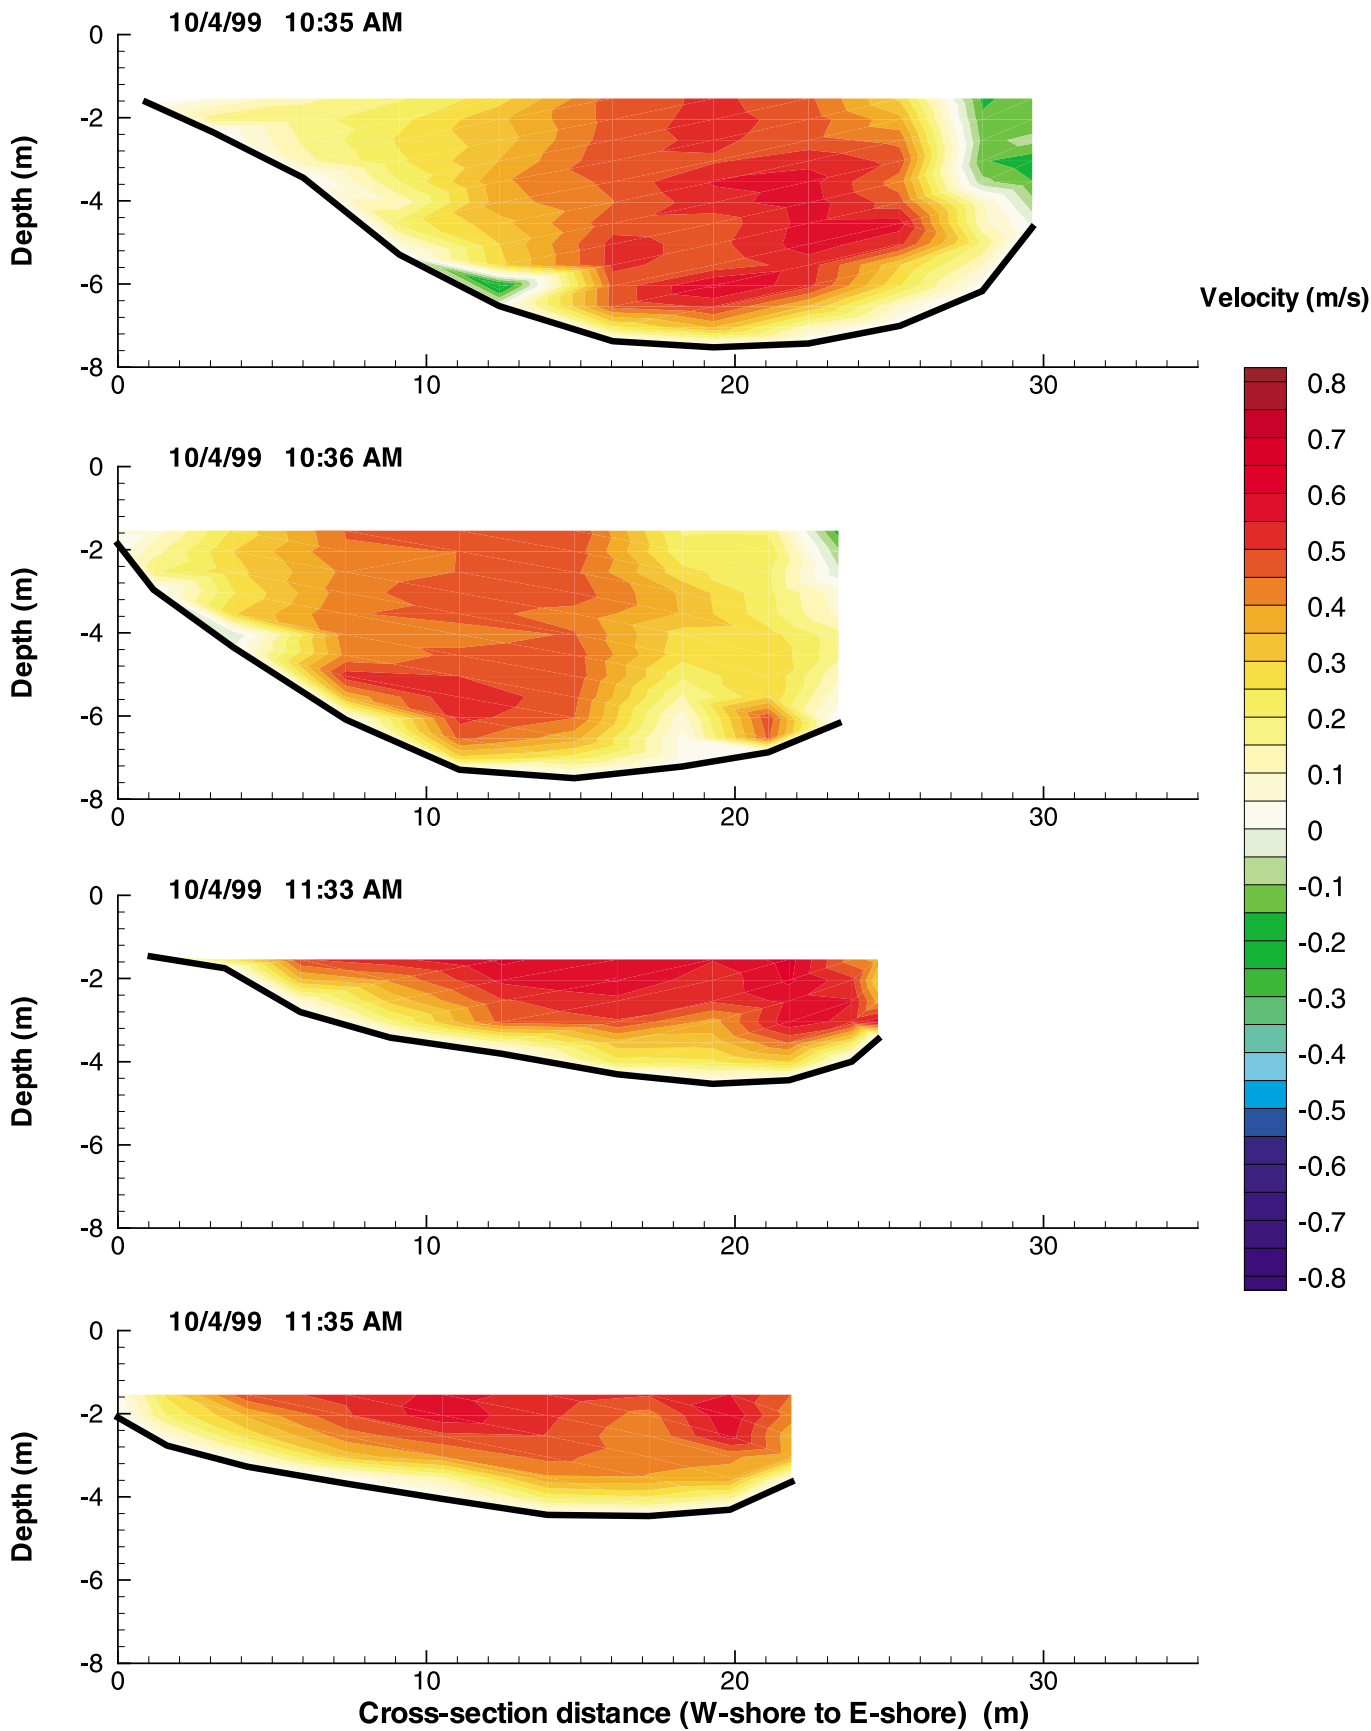 10/4/99 10:35 AM
0
-2
-4
-6
-8
Depth (m)
0 10 20 30
10/4/99 10:36 AM
0
-2
-4
-6
-8
Depth (m)
0 10 20 30
10/4/99 11:33 AM
0
-2
-4
-6
-8
Depth (m)
0 10 20 30
10/4/99 11:35 AM
0
-2
-4
-6
-8
Depth (m)
0 10 20 30
Cross-section distance (W-shore to E-shore) (m)
Velocity (m/s)
0.8
0.7
0.6
0.5
0.4
0.3
0.2
0.1
0
-0.1
-0.2
-0.3
-0.4
-0.5
-0.6
-0.7
-0.8